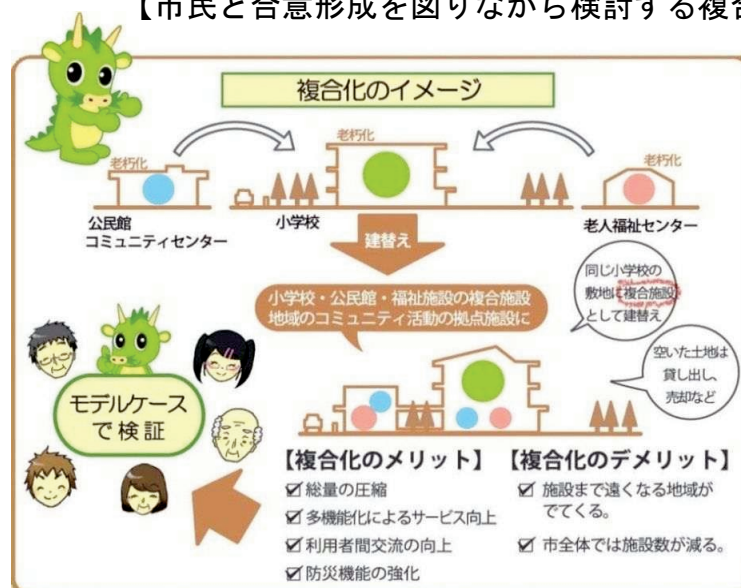 【市民と合意形成を図りながら検討する複合
複合化のイメージ
老朽化
老朽化
老朽化
公民館
コミュニティセンター
小学校
老人福祉センター
建替え
同じ小学校の
敷地に複合施設
として建替え
小学校・公民館・福祉施設の複合施設
地域のコミュニティ活動の拠点施設に
空いた土地は
貸し出し、
売却など
モデルケース
で検証
【複合化のメリット】
総量の圧縮
多機能化によるサービス向上
利用者間交流の向上
防災機能の強化
【複合化のデメリット】
施設まで遠くなる地域が
でてくる。
市全体では施設数が減る。